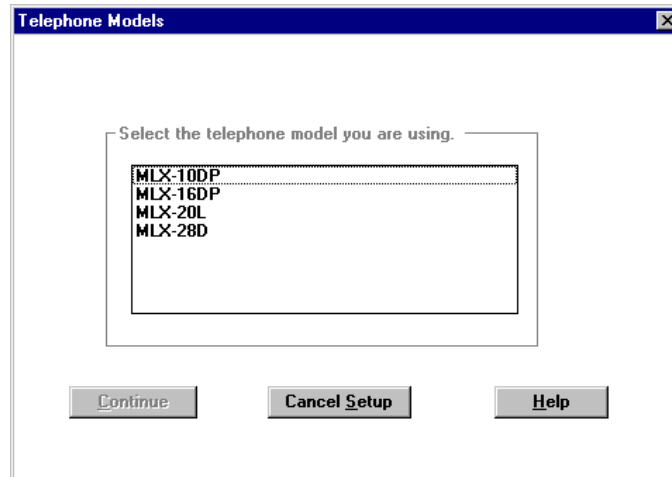 Telephone Models
Select the telephone model you are using.
MLX-10DP
MLX-16DP
MLX-20L
MLX-28D
Continue
Cancel Setup
Help